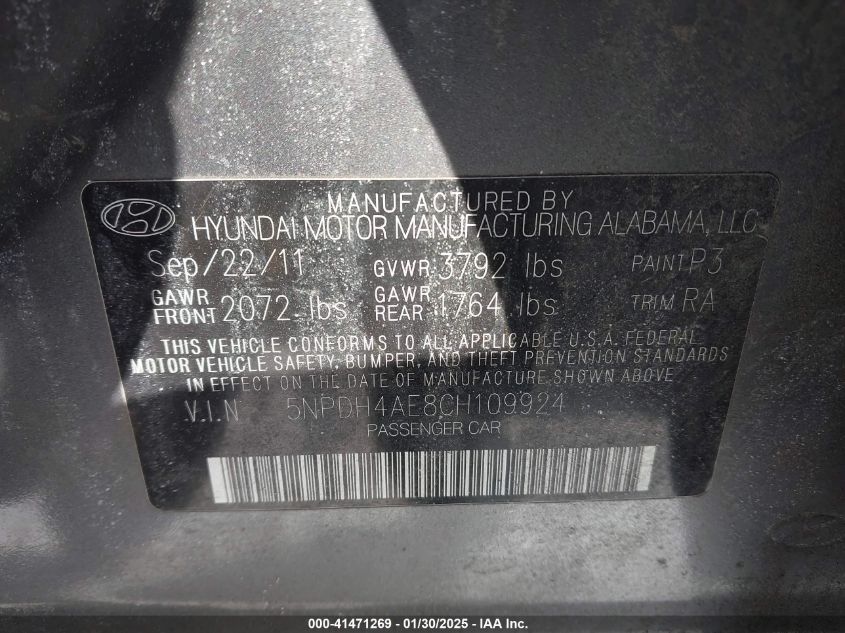 MANUFACTURED BY
HYUNDAI MOTOR MANUFACTURING ALABAMA, LLC
Sep/22/11 GVWR 3792 lbs PAINT P3
GAWR FRONT 2072 lbs GAWR REAR 1764 lbs TRIM RA
THIS VEHICLE CONFORMS TO ALL APPLICABLE U.S.A. FEDERAL
MOTOR VEHICLE SAFETY, BUMPER, AND THEFT PREVENTION STANDARDS
IN EFFECT ON THE DATE OF MANUFACTURE SHOWN ABOVE
V.I.N 5NPDH4AE8CH109924
PASSENGER CAR
000-41471269 | 01/30/2025 - IAA Inc.